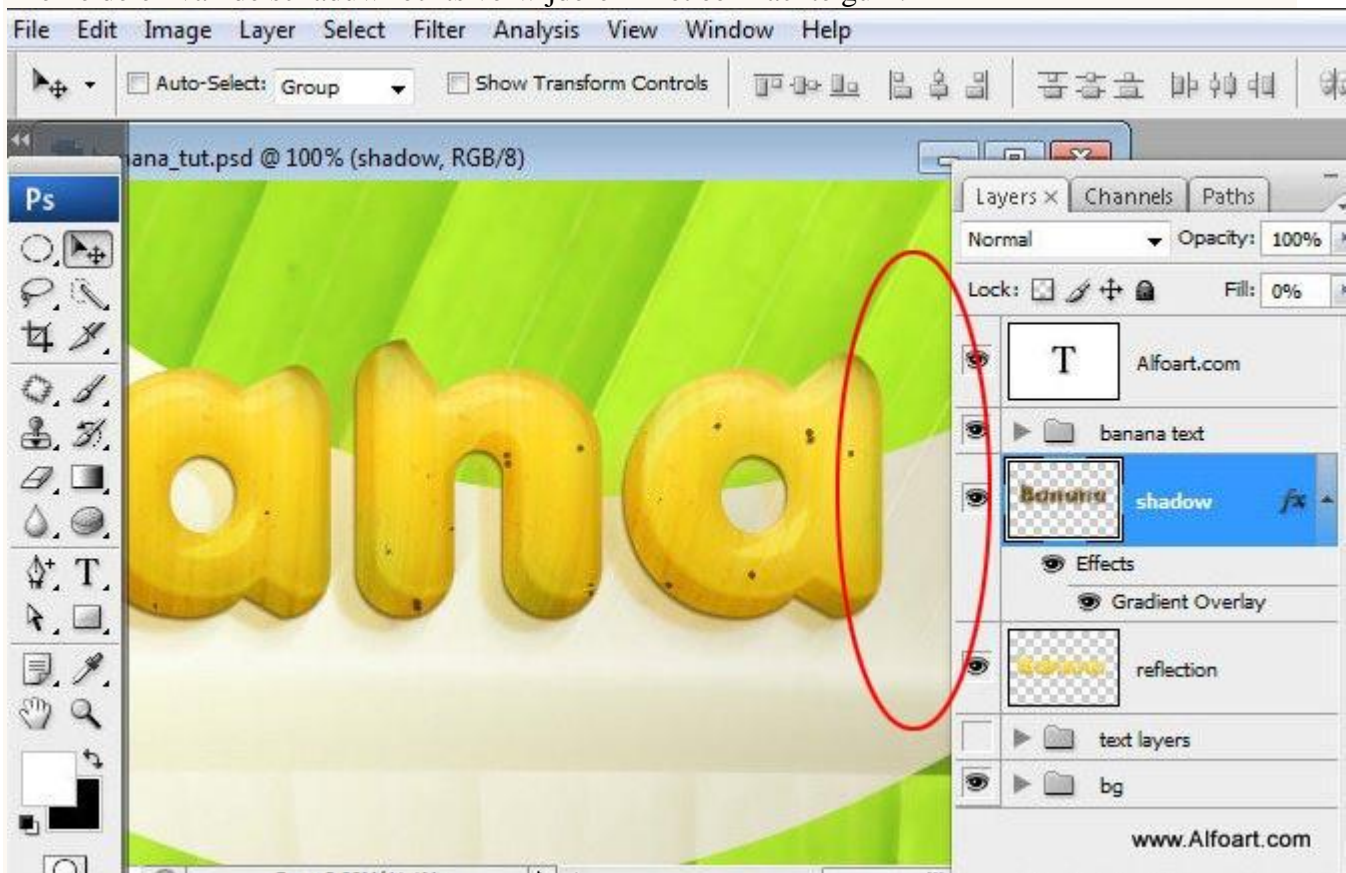 File Edit Image Layer Select Filter Analysis View Window Help
Auto-Select: Group Show Transform Controls
ana_tut.psd @ 100% (shadow, RGB/8)
Ps
Layers × Channels Paths
Normal Opacity: 100%
Lock: Fill: 0%
T Alfoart.com
banana text
Banana shadow fx
Effects
Gradient Overlay
Banana reflection
text layers
bg
T
ana
www.Alfoart.com